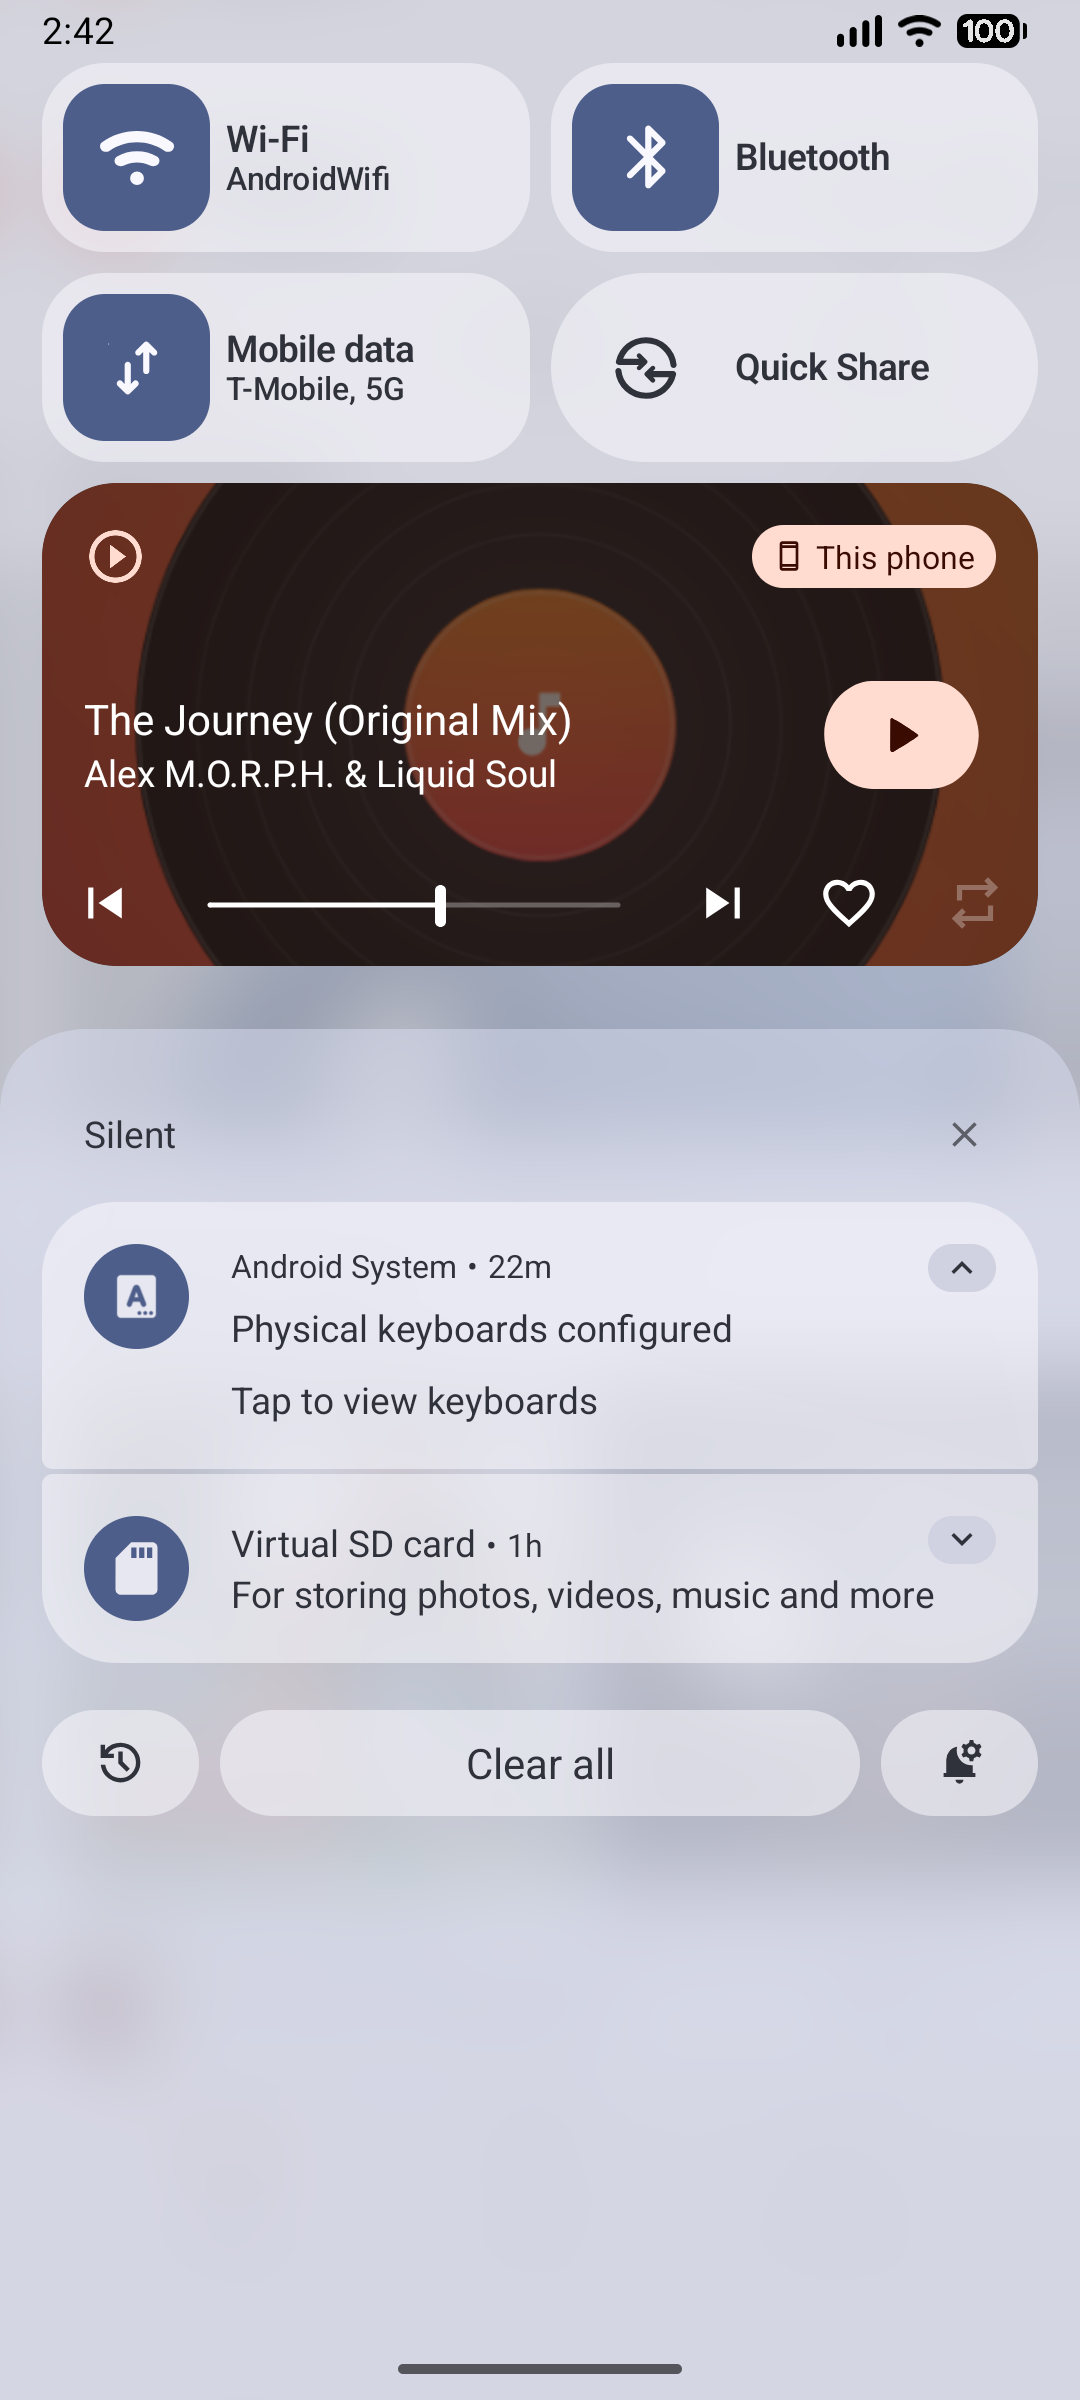 2:42
100
Wi-Fi
AndroidWifi
Bluetooth
Mobile data
T-Mobile, 5G
Quick Share
This phone
The Journey (Original Mix)
Alex M.O.R.P.H. & Liquid Soul
Silent
Android System • 22m
Physical keyboards configured
Tap to view keyboards
Virtual SD card • 1h
For storing photos, videos, music and more
Clear all